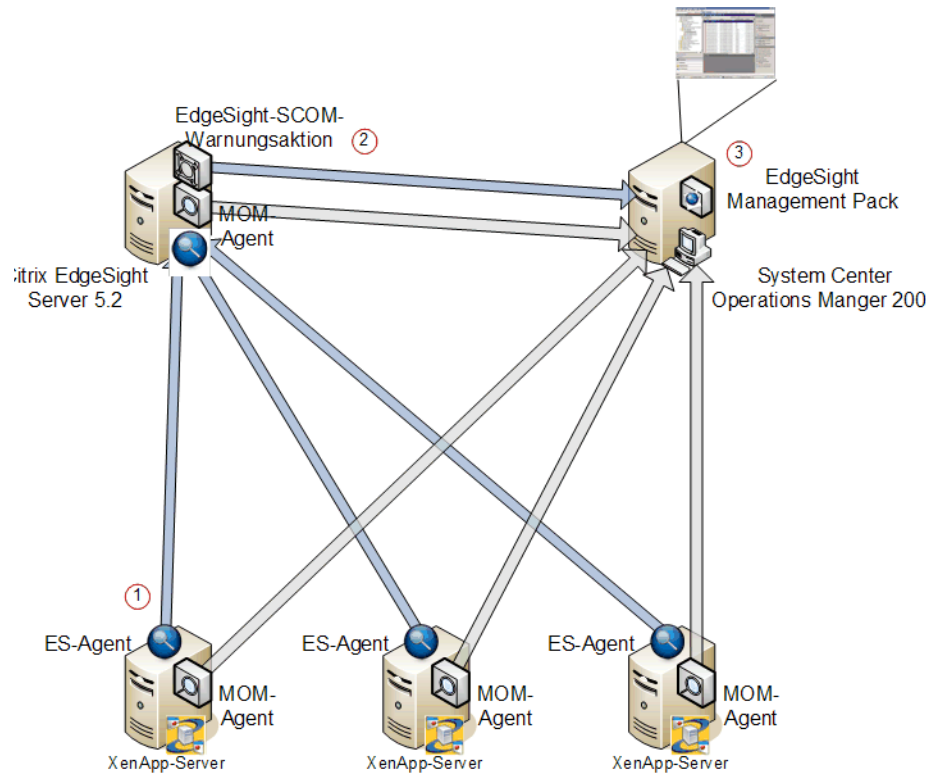 EdgeSight-SCOM-
Warnungsaktion
2
3
EdgeSight
Management Pack
MOM-
Agent
itrix EdgeSight
Server 5.2
System Center
Operations Manger 200
1
ES-Agent
MOM-
Agent
XenApp-Server
ES-Agent
MOM-
Agent
XenApp-Server
ES-Agent
MOM-
Agent
XenApp-Server